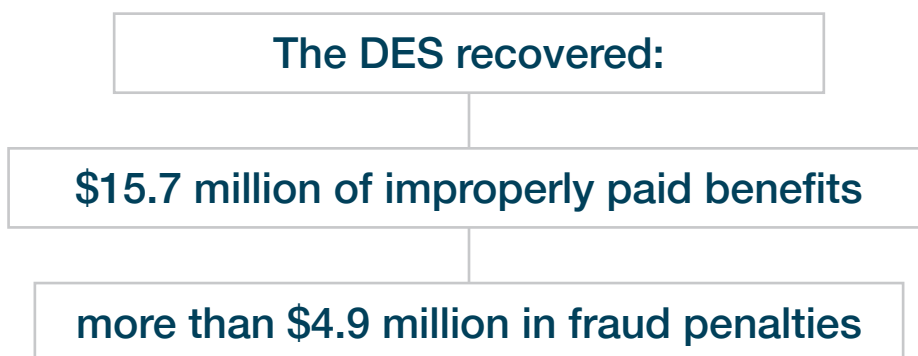 The DES recovered:
$15.7 million of improperly paid benefits
more than $4.9 million in fraud penalties